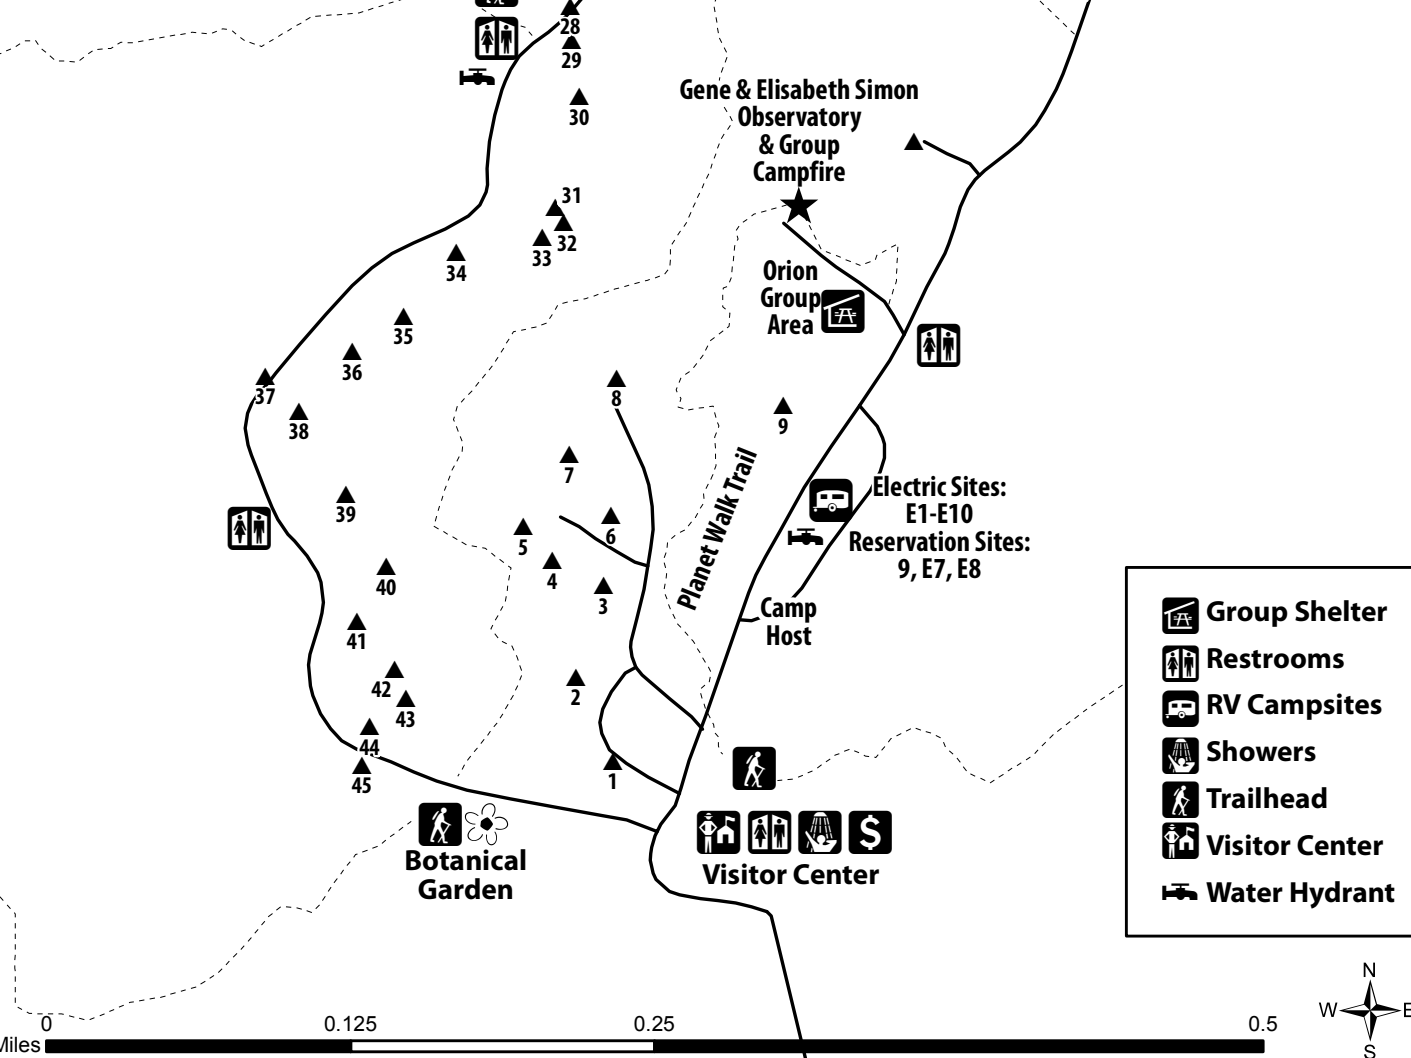 28
29
30
Gene & Elisabeth Simon
Observatory
& Group
Campfire
31
32
33
34
Orion
Group
Area
35
36
37
38
8
9
7
39
Planet Walk Trail
Electric Sites:
E1-E10
Reservation Sites:
9, E7, E8
5
6
4
3
40
41
Camp
Host
42
43
2
44
45
1
Botanical
Garden
$
Visitor Center
Group Shelter
Restrooms
RV Campsites
Showers
Trailhead
Visitor Center
Water Hydrant
N
W
E
S
0
0.125
0.25
0.5
Miles